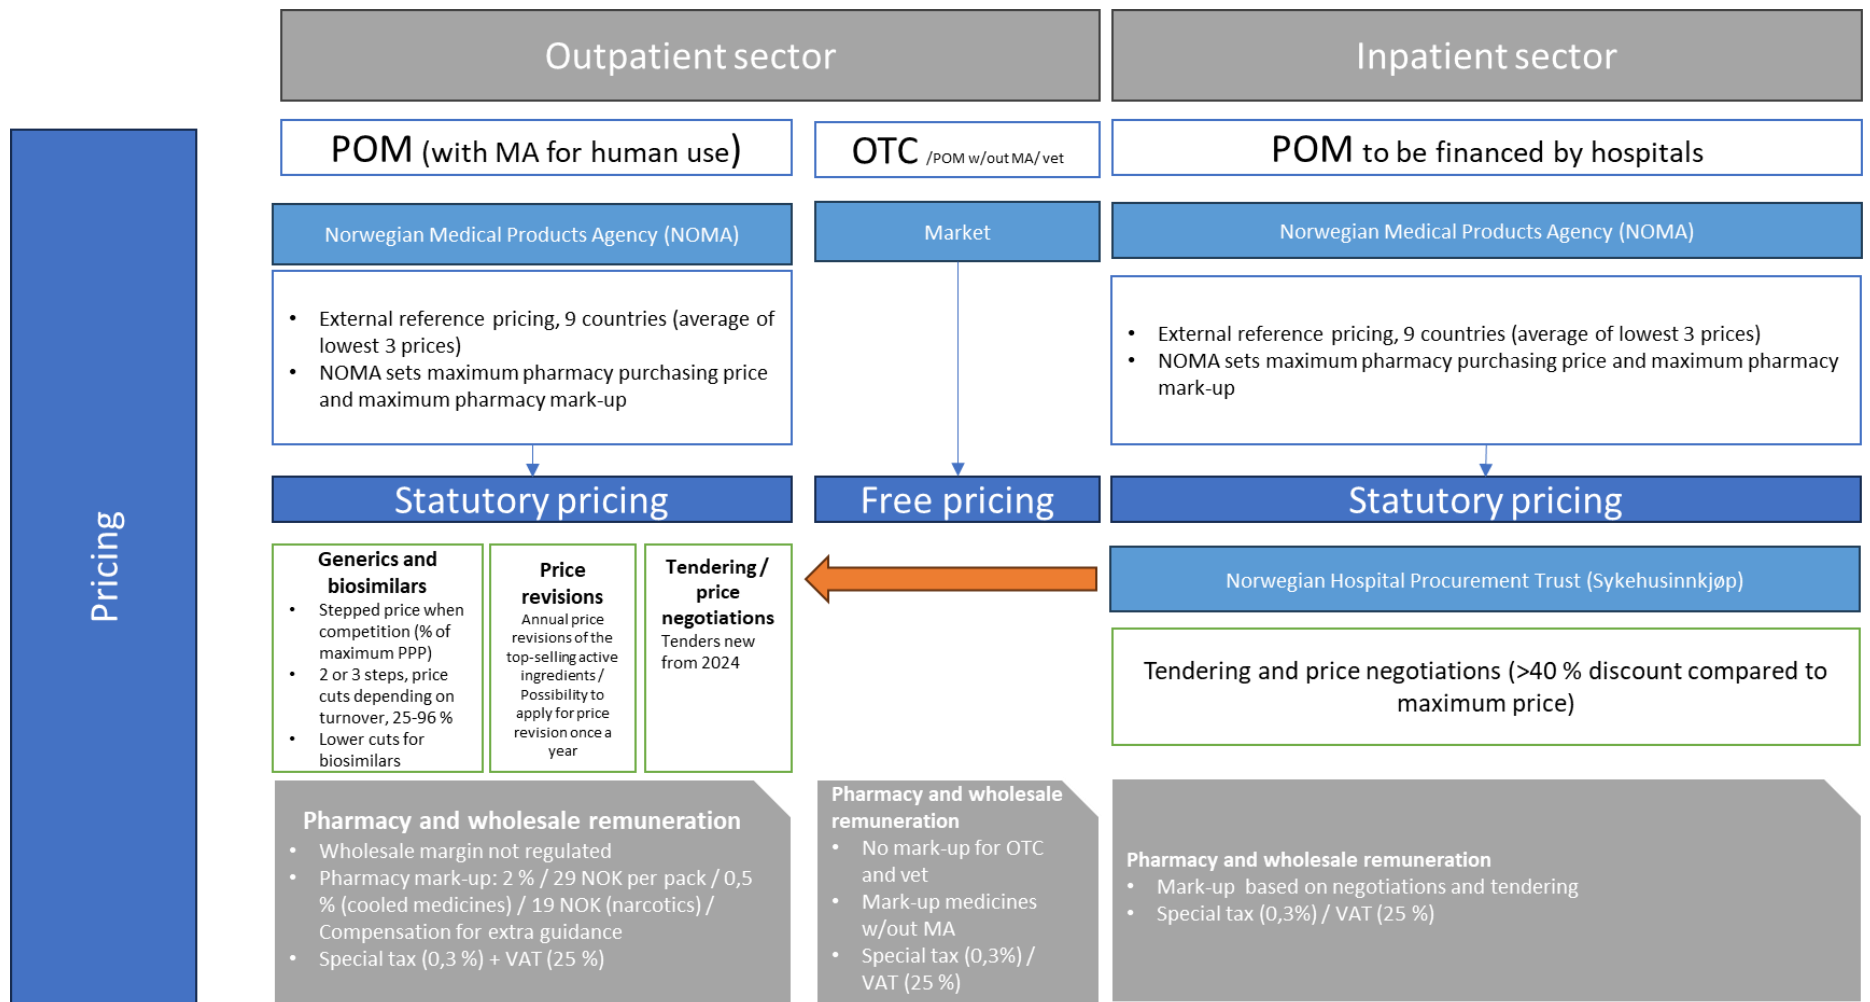 Outpatient sector
Inpatient sector
Pricing
POM (with MA for human use)
OTC /POM w/out MA/ vet
POM to be financed by hospitals
Norwegian Medical Products Agency (NOMA)
Market
Norwegian Medical Products Agency (NOMA)
• External reference pricing, 9 countries (average of
lowest 3 prices)
• NOMA sets maximum pharmacy purchasing price
and maximum pharmacy mark-up
• External reference pricing, 9 countries (average of lowest 3 prices)
• NOMA sets maximum pharmacy purchasing price and maximum pharmacy
mark-up
Statutory pricing
Free pricing
Statutory pricing
Generics and
biosimilars
• Stepped price when
competition (% of
maximum PPP)
• 2 or 3 steps, price
cuts depending on
turnover, 25-96 %
• Lower cuts for
biosimilars
Price
revisions
Annual price
revisions of the
top-selling active
ingredients /
Possibility to
apply for price
revision once a
year
Tendering /
price
negotiations
Tenders new
from 2024
Norwegian Hospital Procurement Trust (Sykehusinnkjøp)
Tendering and price negotiations (>40 % discount compared to
maximum price)
Pharmacy and wholesale remuneration
• Wholesale margin not regulated
• Pharmacy mark-up: 2 % / 29 NOK per pack / 0,5
% (cooled medicines) / 19 NOK (narcotics) /
Compensation for extra guidance
• Special tax (0,3 %) + VAT (25 %)
Pharmacy and wholesale
remuneration
• No mark-up for OTC
and vet
• Mark-up medicines
w/out MA
• Special tax (0,3%) /
VAT (25 %)
Pharmacy and wholesale remuneration
• Mark-up based on negotiations and tendering
• Special tax (0,3%) / VAT (25 %)